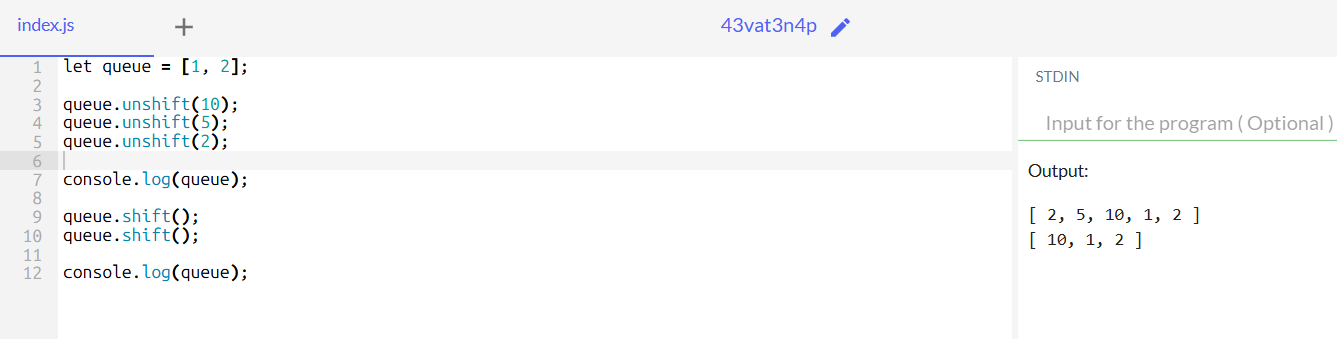 index.js
+
43vat3n4p
1 let queue = [1, 2];
2
3 queue.unshift(10);
4 queue.unshift(5);
5 queue.unshift(2);
6
7 console.log(queue);
8
9 queue.shift();
10 queue.shift();
11
12 console.log(queue);
STDIN
Input for the program ( Optional )
Output:
[ 2, 5, 10, 1, 2 ]
[ 10, 1, 2 ]